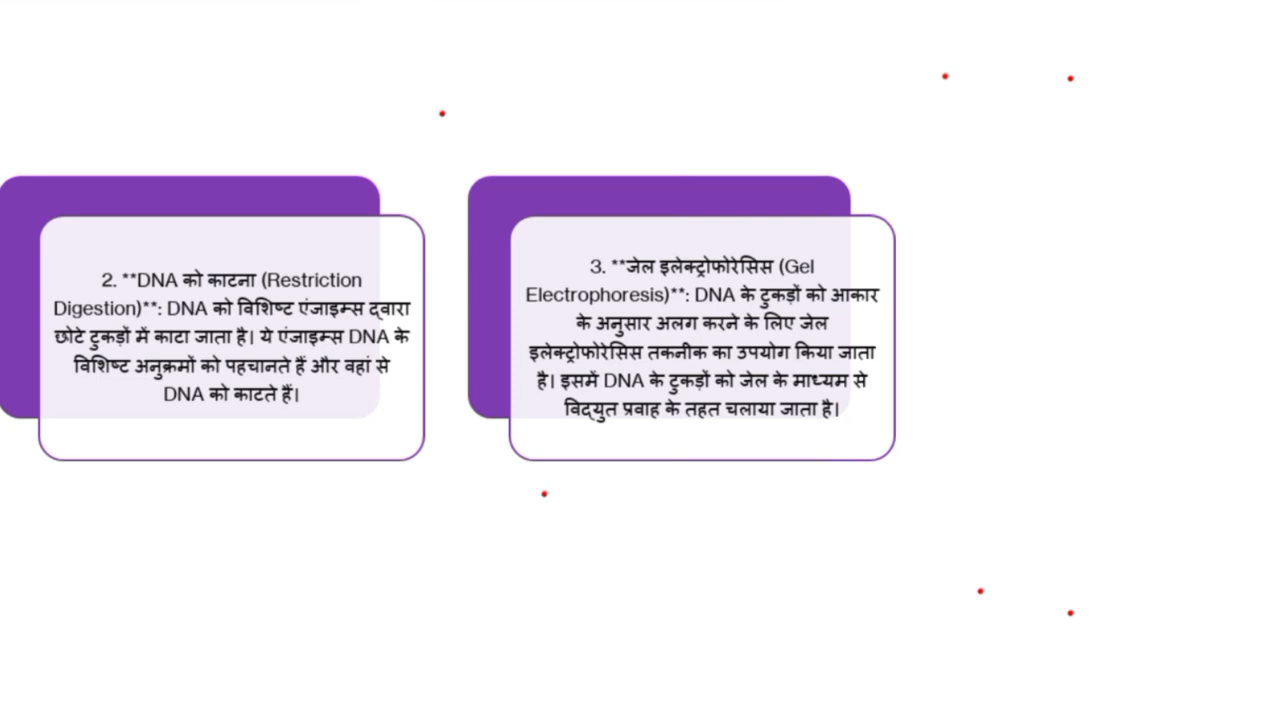 2. **DNA को काटना (Restriction
Digestion)**: DNA को विशिष्ट एंजाइम्स द्वारा
छोटे टुकड़ों में काटा जाता है। ये एंजाइम्स DNA के
विशिष्ट अनुक्रमों को पहचानते हैं और वहां से
DNA को काटते हैं।
3. **जेल इलेक्ट्रोफोरेसिस (Gel
Electrophoresis)**: DNA के टुकड़ों को आकार
के अनुसार अलग करने के लिए जेल
इलेक्ट्रोफोरेसिस तकनीक का उपयोग किया जाता
है। इसमें DNA के टुकड़ों को जेल के माध्यम से
विद्युत प्रवाह के तहत चलाया जाता है।